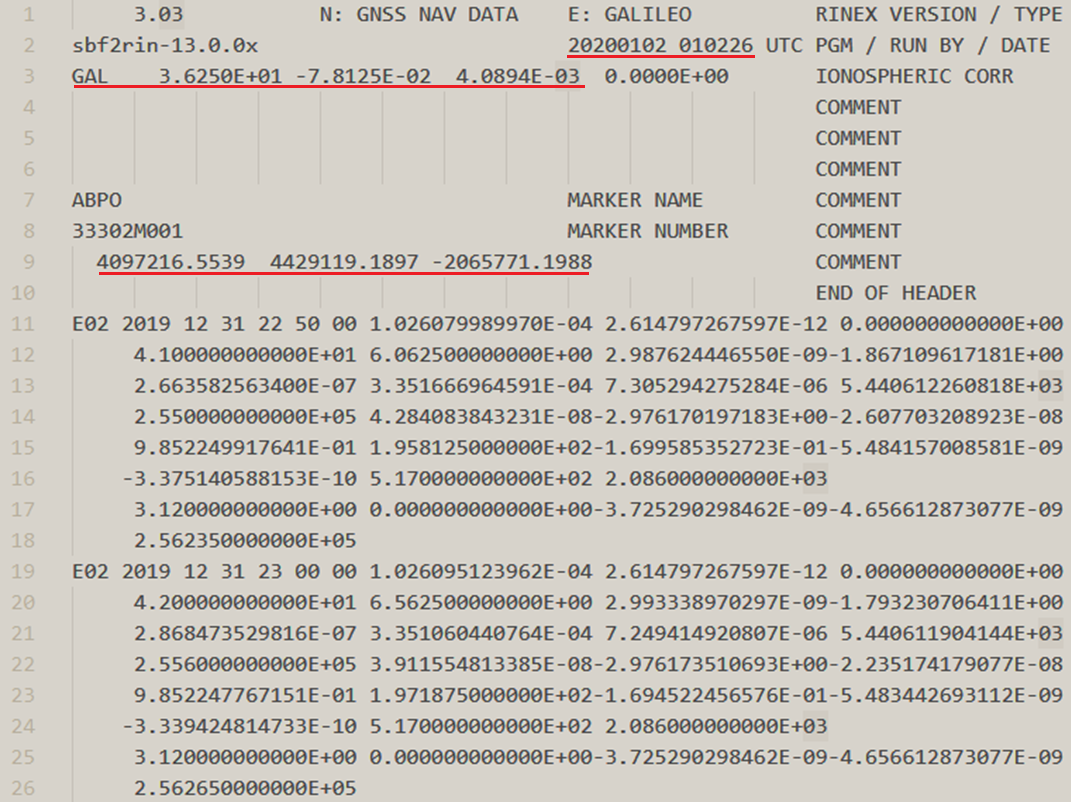 1 3.03 N: GNSS NAV DATA E: GALILEO RINEX VERSION / TYPE
2 sbf2rin-13.0.0x 20200102 010226 UTC PGM / RUN BY / DATE
3 GAL 3.6250E+01 -7.8125E-02 4.0894E-03 0.0000E+00 IONOSPHERIC CORR
4 COMMENT
5 COMMENT
6 COMMENT
7 ABPO MARKER NAME COMMENT
8 33302M001 MARKER NUMBER COMMENT
9 4097216.5539 4429119.1897 -2065771.1988 COMMENT
10 END OF HEADER
11 E02 2019 12 31 22 50 00 1.026079989970E-04 2.614797267597E-12 0.000000000000E+00
12 4.100000000000E+01 6.062500000000E+00 2.987624446550E-09-1.867109617181E+00
13 2.663582563400E-07 3.351666964591E-04 7.305294275284E-06 5.440612260818E+03
14 2.550000000000E+05 4.284083843231E-08-2.976170197183E+00-2.607703208923E-08
15 9.852249917641E-01 1.958125000000E+02-1.699585352723E-01-5.484157008581E-09
16 -3.375140588153E-10 5.170000000000E+02 2.086000000000E+03
17 3.120000000000E+00 0.000000000000E+00-3.725290298462E-09-4.656612873077E-09
18 2.562350000000E+05
19 E02 2019 12 31 23 00 00 1.026095123962E-04 2.614797267597E-12 0.000000000000E+00
20 4.200000000000E+01 6.562500000000E+00 2.993338970297E-09-1.793230706411E+00
21 2.868473529816E-07 3.351060440764E-04 7.249414920807E-06 5.440611904144E+03
22 2.556000000000E+05 3.911554813385E-08-2.976173510693E+00-2.235174179077E-08
23 9.852247767151E-01 1.971875000000E+02-1.694522456576E-01-5.483442693112E-09
24 -3.339424814733E-10 5.170000000000E+02 2.086000000000E+03
25 3.120000000000E+00 0.000000000000E+00-3.725290298462E-09-4.656612873077E-09
26 2.562650000000E+05